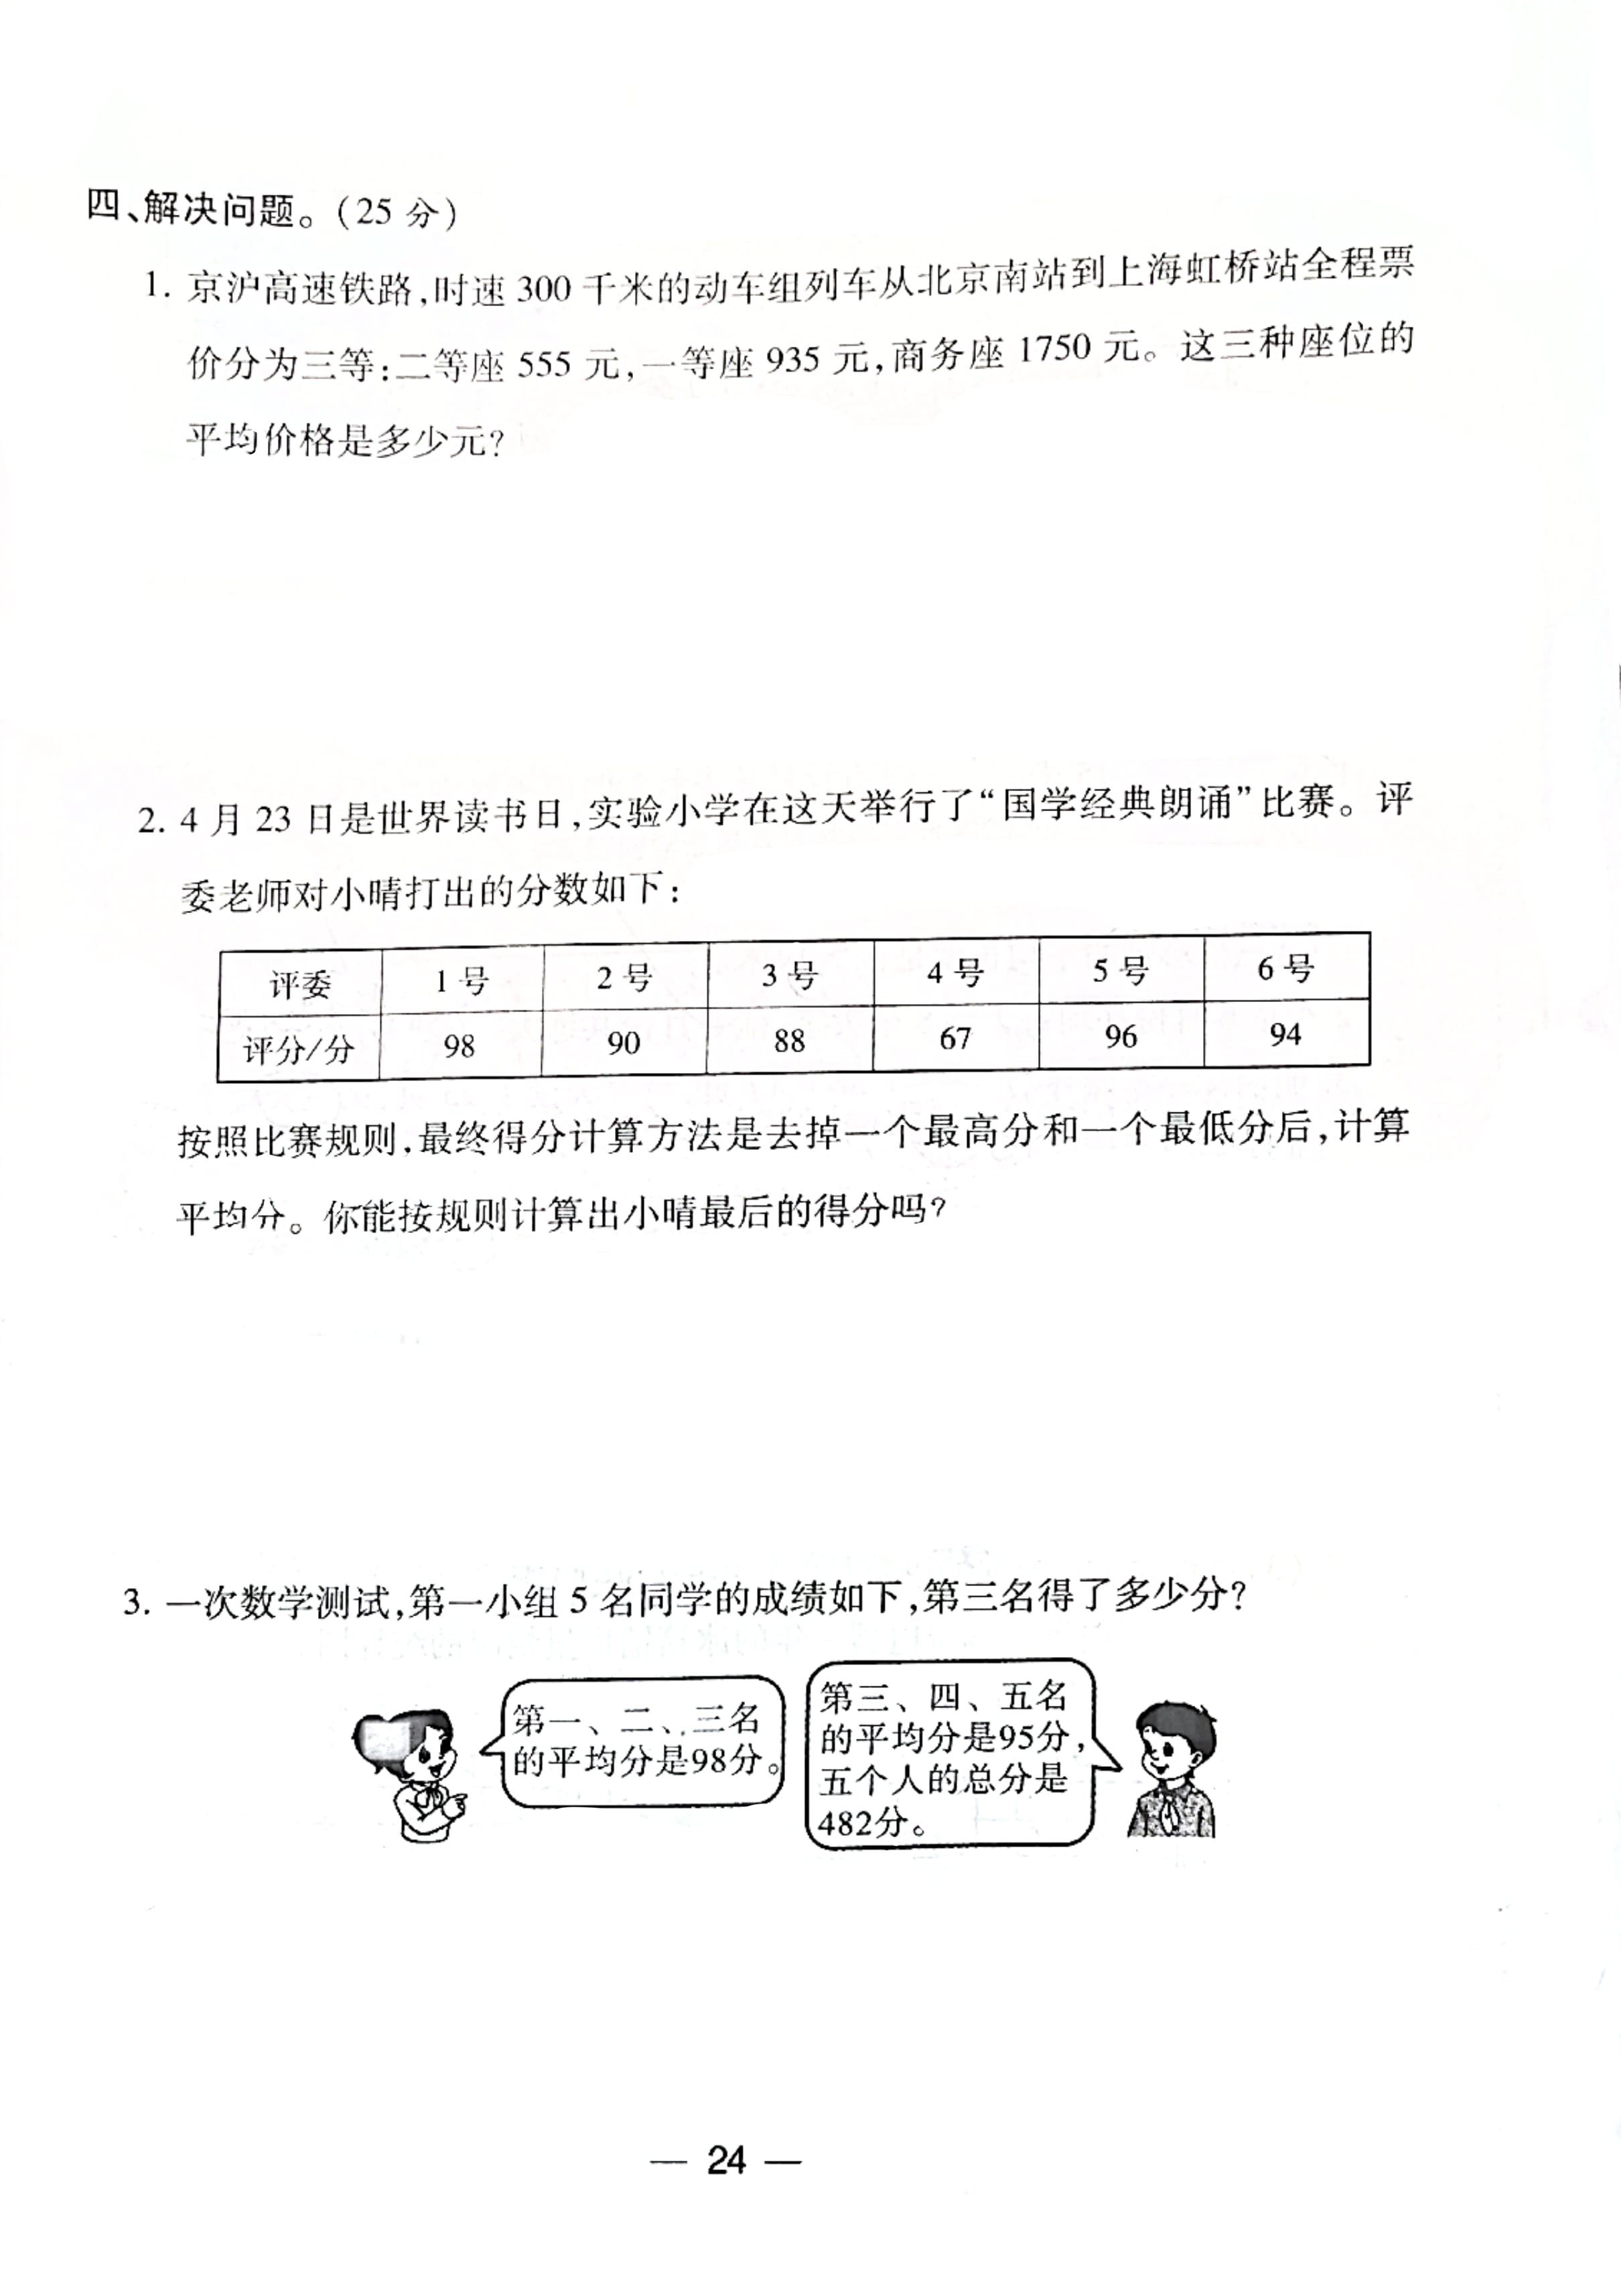 四、解决问题。(25 分)
1. 京沪高速铁路,时速 300 千米的动车组列车从北京南站到上海虹桥站全程票
价分为三等:二等座 555 元,一等座 935 元,商务座 1750 元。这三种座位的
平均价格是多少元?
2. 4 月 23 日是世界读书日,实验小学在这天举行了“国学经典朗诵”比赛。评
委老师对小晴打出的分数如下:
评委 1 号 2 号 3 号 4 号 5 号 6 号
评分/分 98 90 88 67 96 94
按照比赛规则,最终得分计算方法是去掉一个最高分和一个最低分后,计算
平均分。你能按规则计算出小晴最后的得分吗?
3. 一次数学测试,第一小组 5 名同学的成绩如下,第三名得了多少分?
第一、二、三名
的平均分是98分。
第三、四、五名
的平均分是95分,
五个人的总分是
482分。
— 24 —